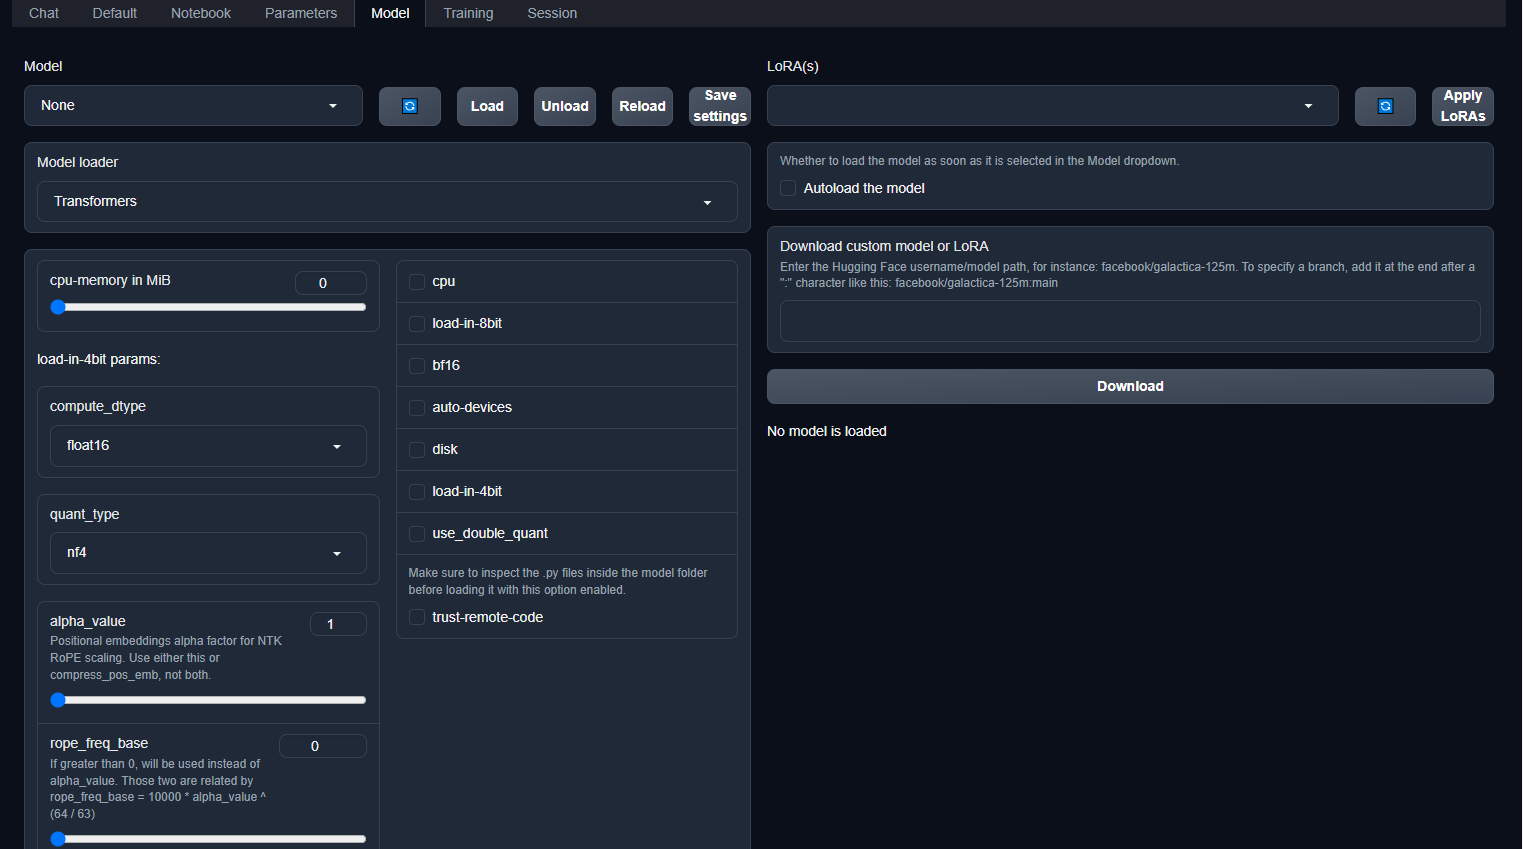 Chat Default Notebook Parameters Model Training Session
Model
None
Load
Unload
Reload
Save
settings
Model loader
Transformers
cpu-memory in MiB
0
load-in-4bit params:
compute_dtype
float16
quant_type
nf4
alpha_value
1
Positional embeddings alpha factor for NTK
RoPE scaling. Use either this or
compress_pos_emb, not both.
rope_freq_base
0
If greater than 0, will be used instead of
alpha_value. Those two are related by
rope_freq_base = 10000 * alpha_value ^
(64 / 63)
cpu
load-in-8bit
bf16
auto-devices
disk
load-in-4bit
use_double_quant
Make sure to inspect the .py files inside the model folder
before loading it with this option enabled.
trust-remote-code
LoRA(s)
Apply
LoRAs
Whether to load the model as soon as it is selected in the Model dropdown.
Autoload the model
Download custom model or LoRA
Enter the Hugging Face username/model path, for instance: facebook/galactica-125m. To specify a branch, add it at the end after a
":" character like this: facebook/galactica-125m:main
Download
No model is loaded